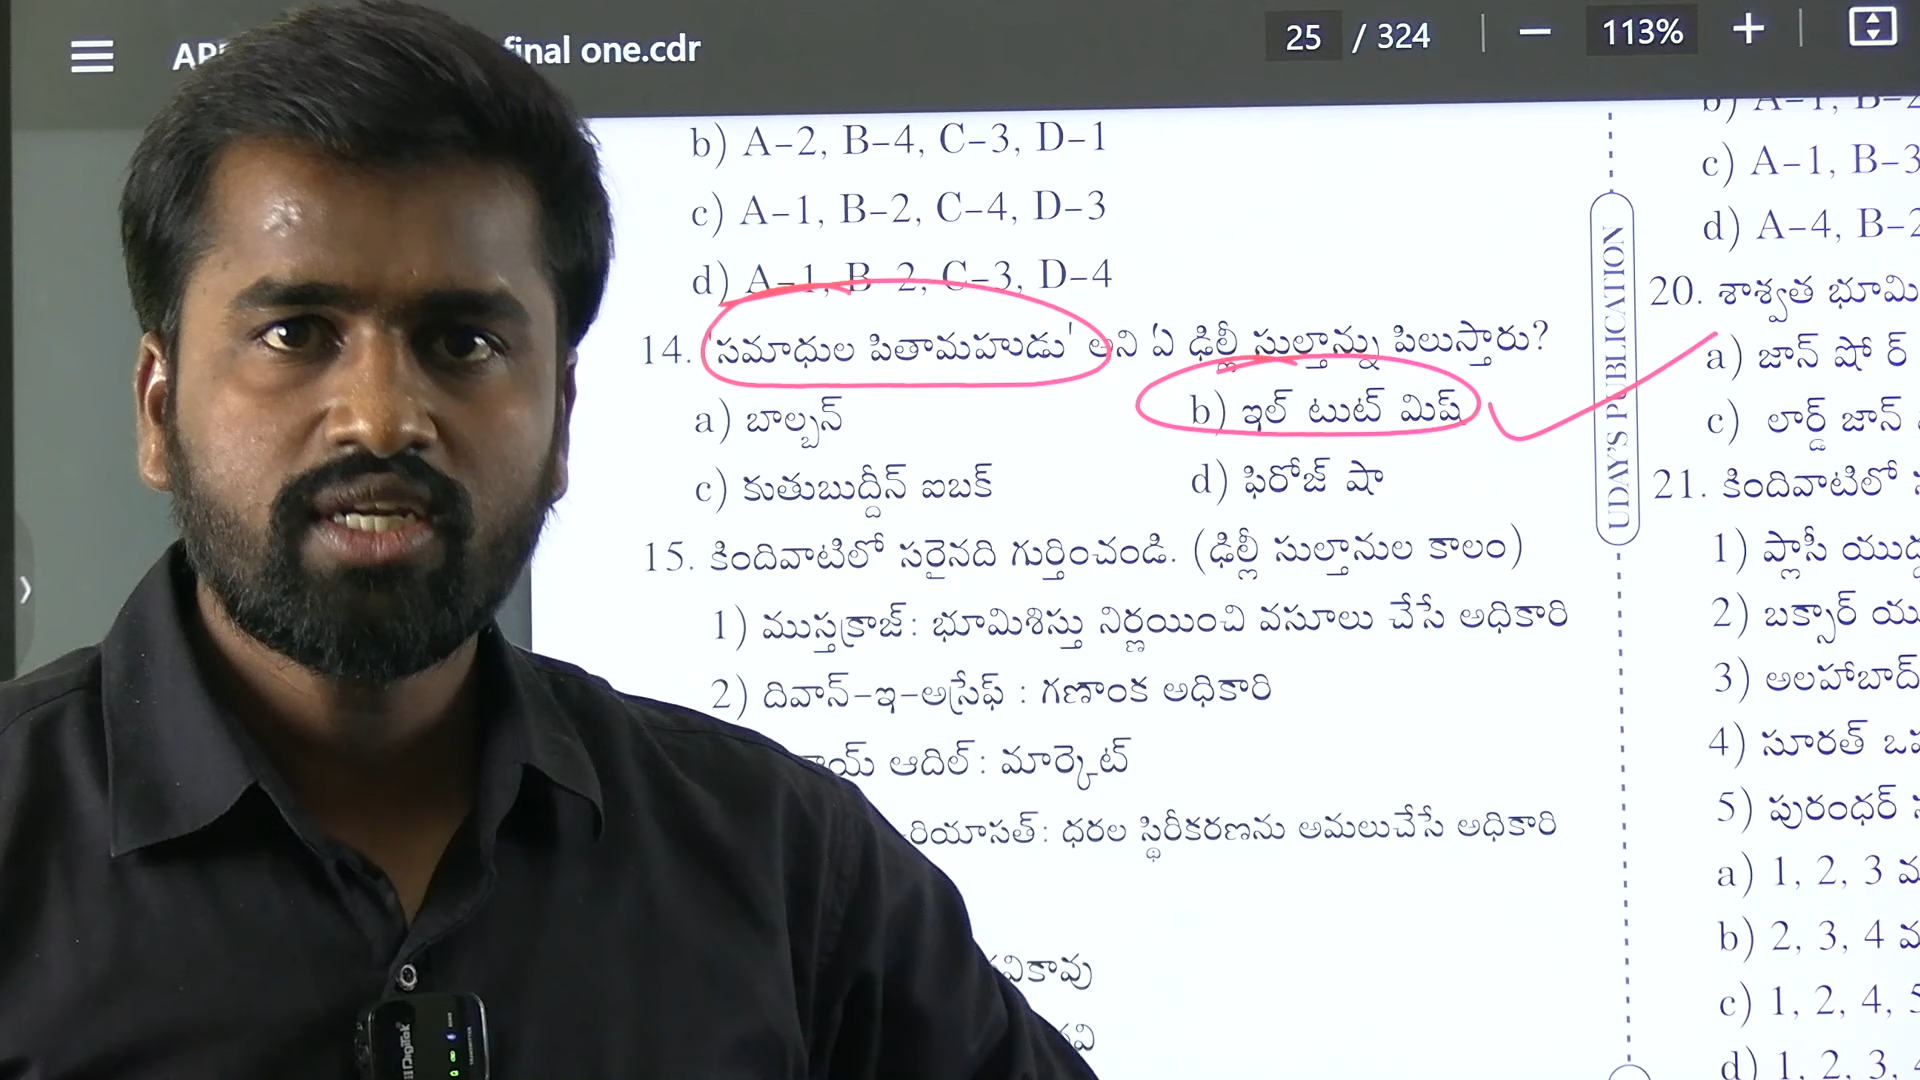 final one.cdr
25 / 324
113%
b) A-2, B-4, C-3, D-1
c) A-1, B-2, C-4, D-3
d) A-1, B-2, C-3, D-4
14. 'సమాధుల పితామహుడు' అని ఏ ఢిల్లీ సుల్తాన్ను పిలుస్తారు?
a) బాల్బన్
b) ఇల్ టుట్ మిష్
c) కుతుబుద్దీన్ ఐబక్
d) ఫిరోజ్ షా
15. కిందివాటిలో సరైనది గుర్తించండి. (ఢిల్లీ సుల్తానుల కాలం)
1) ముస్తక్రాజ్: భూమిశిస్తు నిర్ణయించి వసూలు చేసే అధికారి
2) దివాన్-ఇ-అస్రేఫ్ : గణాంక అధికారి
ఆదిల్: మార్కెట్
రియాసత్: ధరల స్థిరీకరణను అమలుచేసే అధికారి
UDAY'S PUBLICATION
c) A-1, B-3
d) A-4, B-2
20. శాశ్వత భూమి
a) జాన్ షో ర్
c) లార్డ్ జాన్
21. కిందివాటిలో
1) ప్లాసీ
2) బక్సార్
3) అలహాబాద్
4) సూరత్
5) పురంధర్
a) 1, 2, 3
b) 2, 3, 4
c) 1, 2, 4, 5
d) 1, 2, 3,
Digitek